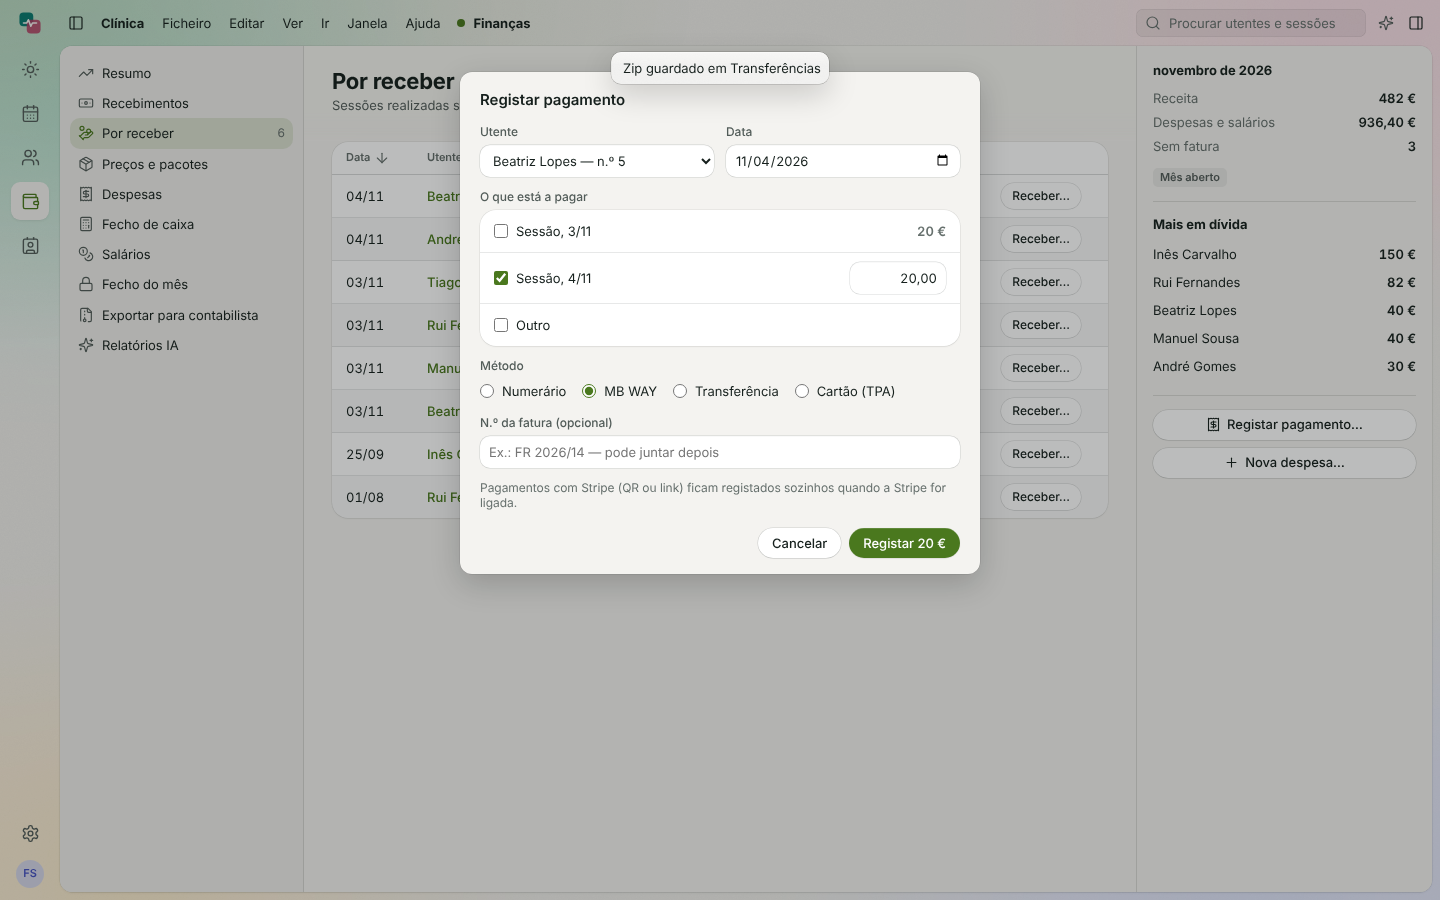 Clínica Ficheiro Editar Ver Ir Janela Ajuda Finanças
Procurar utentes e sessões
Resumo
Recebimentos
Por receber 6
Preços e pacotes
Despesas
Fecho de caixa
Salários
Fecho do mês
Exportar para contabilista
Relatórios IA
FS
Por receber
Sessões realizadas s
Data Utente
04/11 Beatr Receber...
04/11 André Receber...
03/11 Tiago Receber...
03/11 Rui Fe Receber...
03/11 Manu Receber...
03/11 Beatr Receber...
25/09 Inês C Receber...
01/08 Rui Fe Receber...
Zip guardado em Transferências
Registar pagamento
Utente Data
Beatriz Lopes — n.º 5 11/04/2026
O que está a pagar
Sessão, 3/11 20 €
Sessão, 4/11 20,00
Outro
Método
Numerário MB WAY Transferência Cartão (TPA)
N.º da fatura (opcional)
Ex.: FR 2026/14 — pode juntar depois
Pagamentos com Stripe (QR ou link) ficam registados sozinhos quando a Stripe for
ligada.
Cancelar Registar 20 €
novembro de 2026
Receita 482 €
Despesas e salários 936,40 €
Sem fatura 3
Mês aberto
Mais em dívida
Inês Carvalho 150 €
Rui Fernandes 82 €
Beatriz Lopes 40 €
Manuel Sousa 40 €
André Gomes 30 €
Registar pagamento...
Nova despesa...